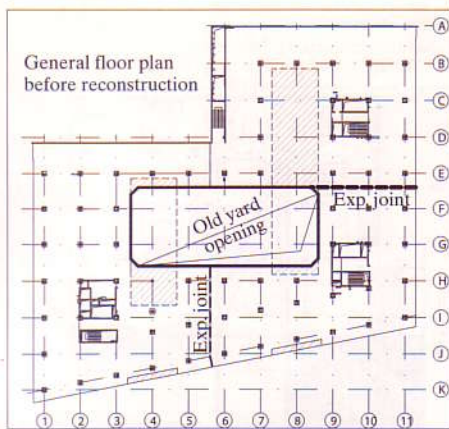 General floor plan
before reconstruction
A
B
C
D
E
F
G
H
I
J
K
Exp. joint
Old yard
opening
Exp. joint
1 2 3 4 5 6 7 8 9 10 11